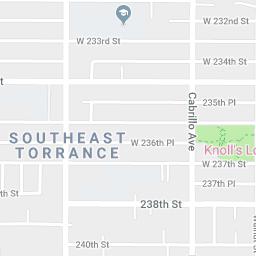 W 232nd St
W 233rd St
W 234th St
235th Pl
Cabrillo Ave
SOUTHEAST
TORRANCE
W 236th Pl
Knoll's Lo
W 237th St
237th Pl
238th St
240th St